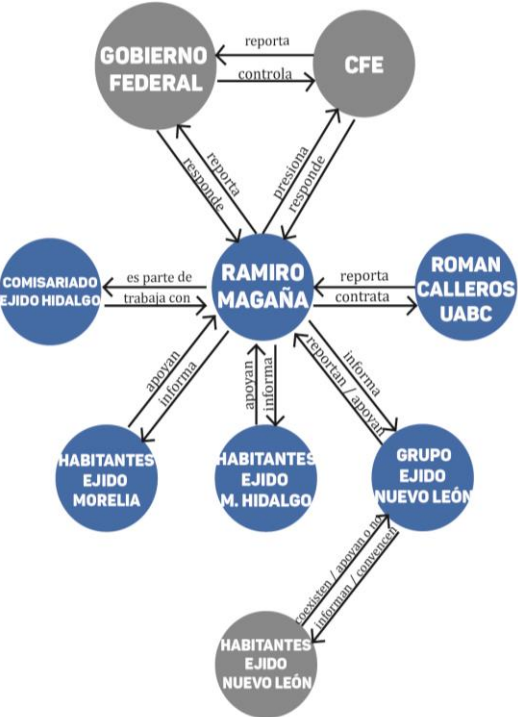 GOBIERNO
FEDERAL
reporta
controla
CFE
responde
reporta
presiona
responde
COMISARIADO
EJIDO HIDALGO
es parte de
trabaja con
RAMIRO
MAGAÑA
reporta
contrata
ROMAN
CALLEROS
UABC
apoyan
informa
apoyan
informa
informa
reportan / apoyan
HABITANTES
EJIDO
MORELIA
HABITANTES
EJIDO
M. HIDALGO
GRUPO
EJIDO
NUEVO LEÓN
coexisten / apoyan o no
informan / convencen
HABITANTES
EJIDO
NUEVO LEÓN